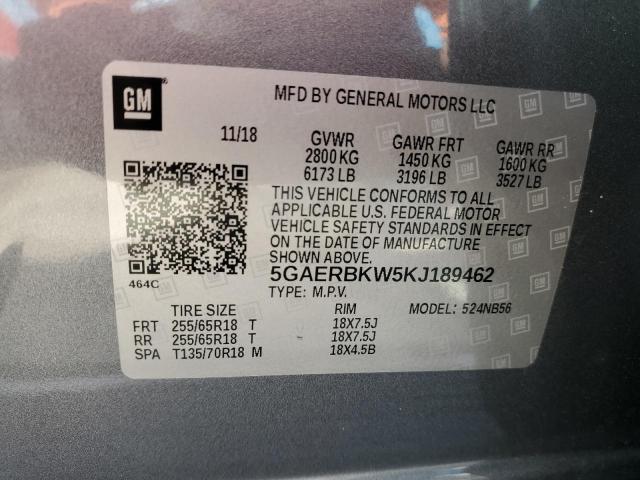 GM
MFD BY GENERAL MOTORS LLC
11/18 GVWR GAWR FRT GAWR RR
2800 KG 1450 KG 1600 KG
6173 LB 3196 LB 3527 LB
THIS VEHICLE CONFORMS TO ALL
APPLICABLE U.S. FEDERAL MOTOR
VEHICLE SAFETY STANDARDS IN EFFECT
ON THE DATE OF MANUFACTURE
SHOWN ABOVE.
464C
5GAERBKW5KJ189462
TYPE: M.P.V.
TIRE SIZE RIM MODEL: 524NB56
FRT 255/65R18 T 18X7.5J
RR 255/65R18 T 18X7.5J
SPA T135/70R18 M 18X4.5B